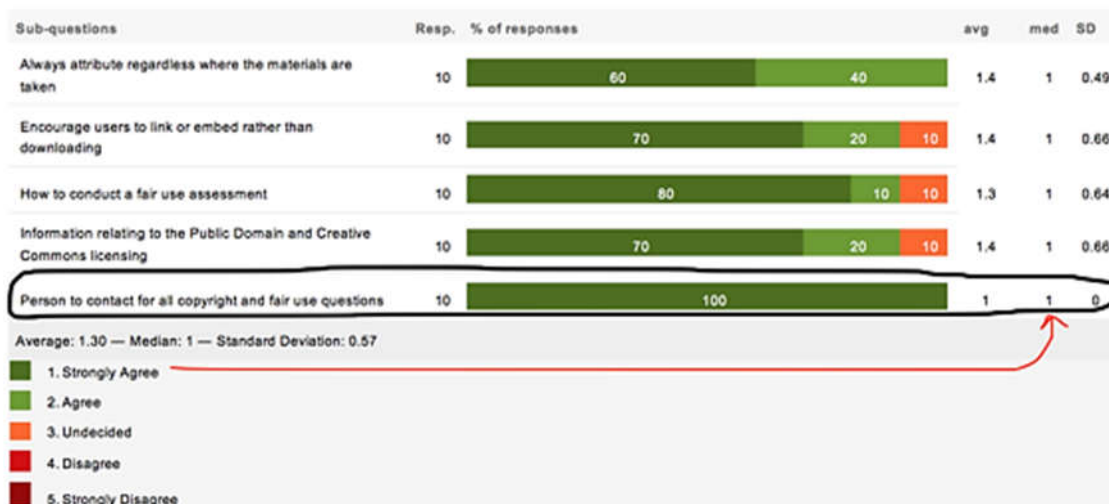 Sub-questions Resp. % of responses avg med SD
Always attribute regardless where the materials are
taken 10 60 40 1.4 1 0.49
Encourage users to link or embed rather than
downloading 10 70 20 10 1.4 1 0.66
How to conduct a fair use assessment 10 80 10 10 1.3 1 0.64
Information relating to the Public Domain and Creative
Commons licensing 10 70 20 10 1.4 1 0.66
Person to contact for all copyright and fair use questions 10 100 1 1 0
Average: 1.30 — Median: 1 — Standard Deviation: 0.57
1. Strongly Agree
2. Agree
3. Undecided
4. Disagree
5. Strongly Disagree